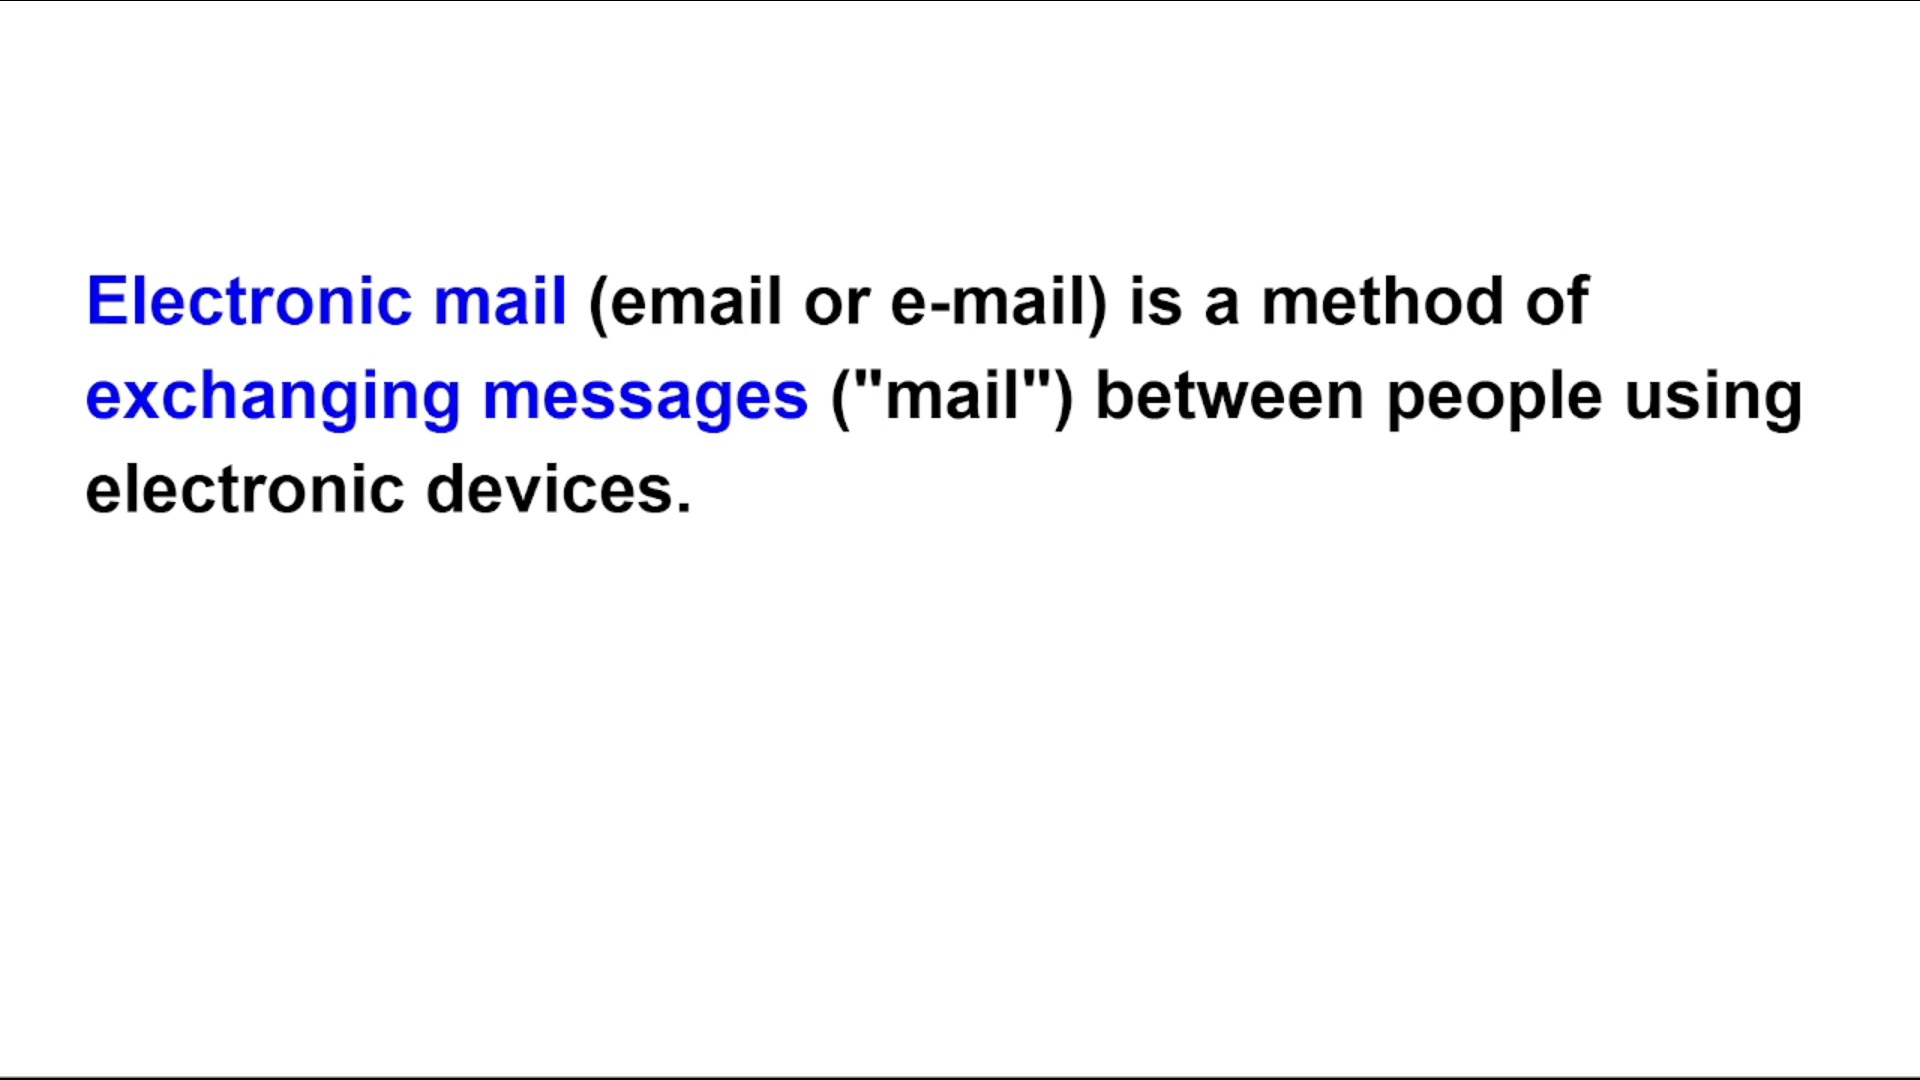 Electronic mail (email or e-mail) is a method of
exchanging messages ("mail") between people using
electronic devices.